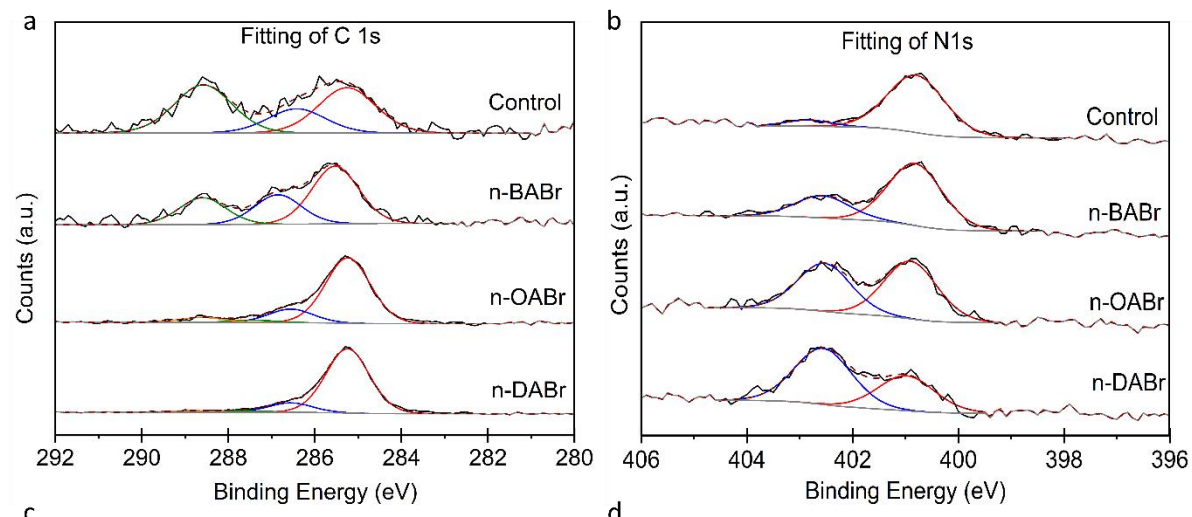 a
Fitting of C 1s
Control
n-BABr
n-OABr
n-DABr
Counts (a.u.)
292 290 288 286 284 282 280
Binding Energy (eV)
b
Fitting of N1s
Control
n-BABr
n-OABr
n-DABr
Counts (a.u.)
406 404 402 400 398 396
Binding Energy (eV)
c
d